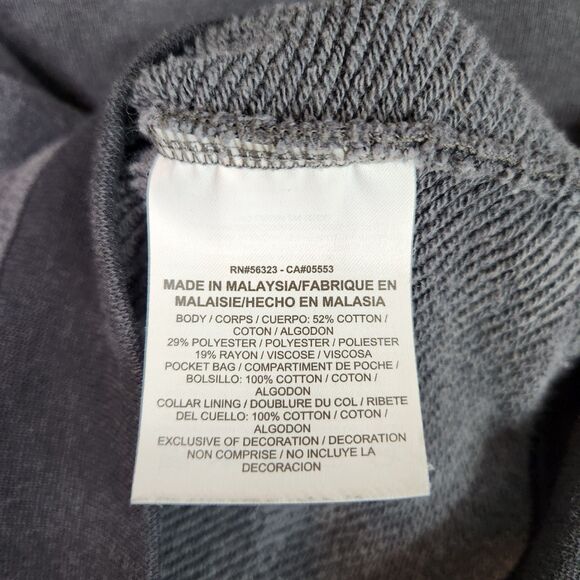 RN#56323 - CA#05553
MADE IN MALAYSIA/FABRIQUE EN
MALAISIE/HECHO EN MALASIA
BODY / CORPS / CUERPO: 52% COTTON /
COTON / ALGODON
29% POLYESTER / POLYESTER / POLIESTER
19% RAYON / VISCOSE / VISCOSA
POCKET BAG / COMPARTIMENT DE POCHE /
BOLSILLO: 100% COTTON / COTON /
ALGODON
COLLAR LINING / DOUBLURE DU COL / RIBETE
DEL CUELLO: 100% COTTON / COTON /
ALGODON
EXCLUSIVE OF DECORATION / DECORATION
NON COMPRISE / NO INCLUYE LA
DECORACION